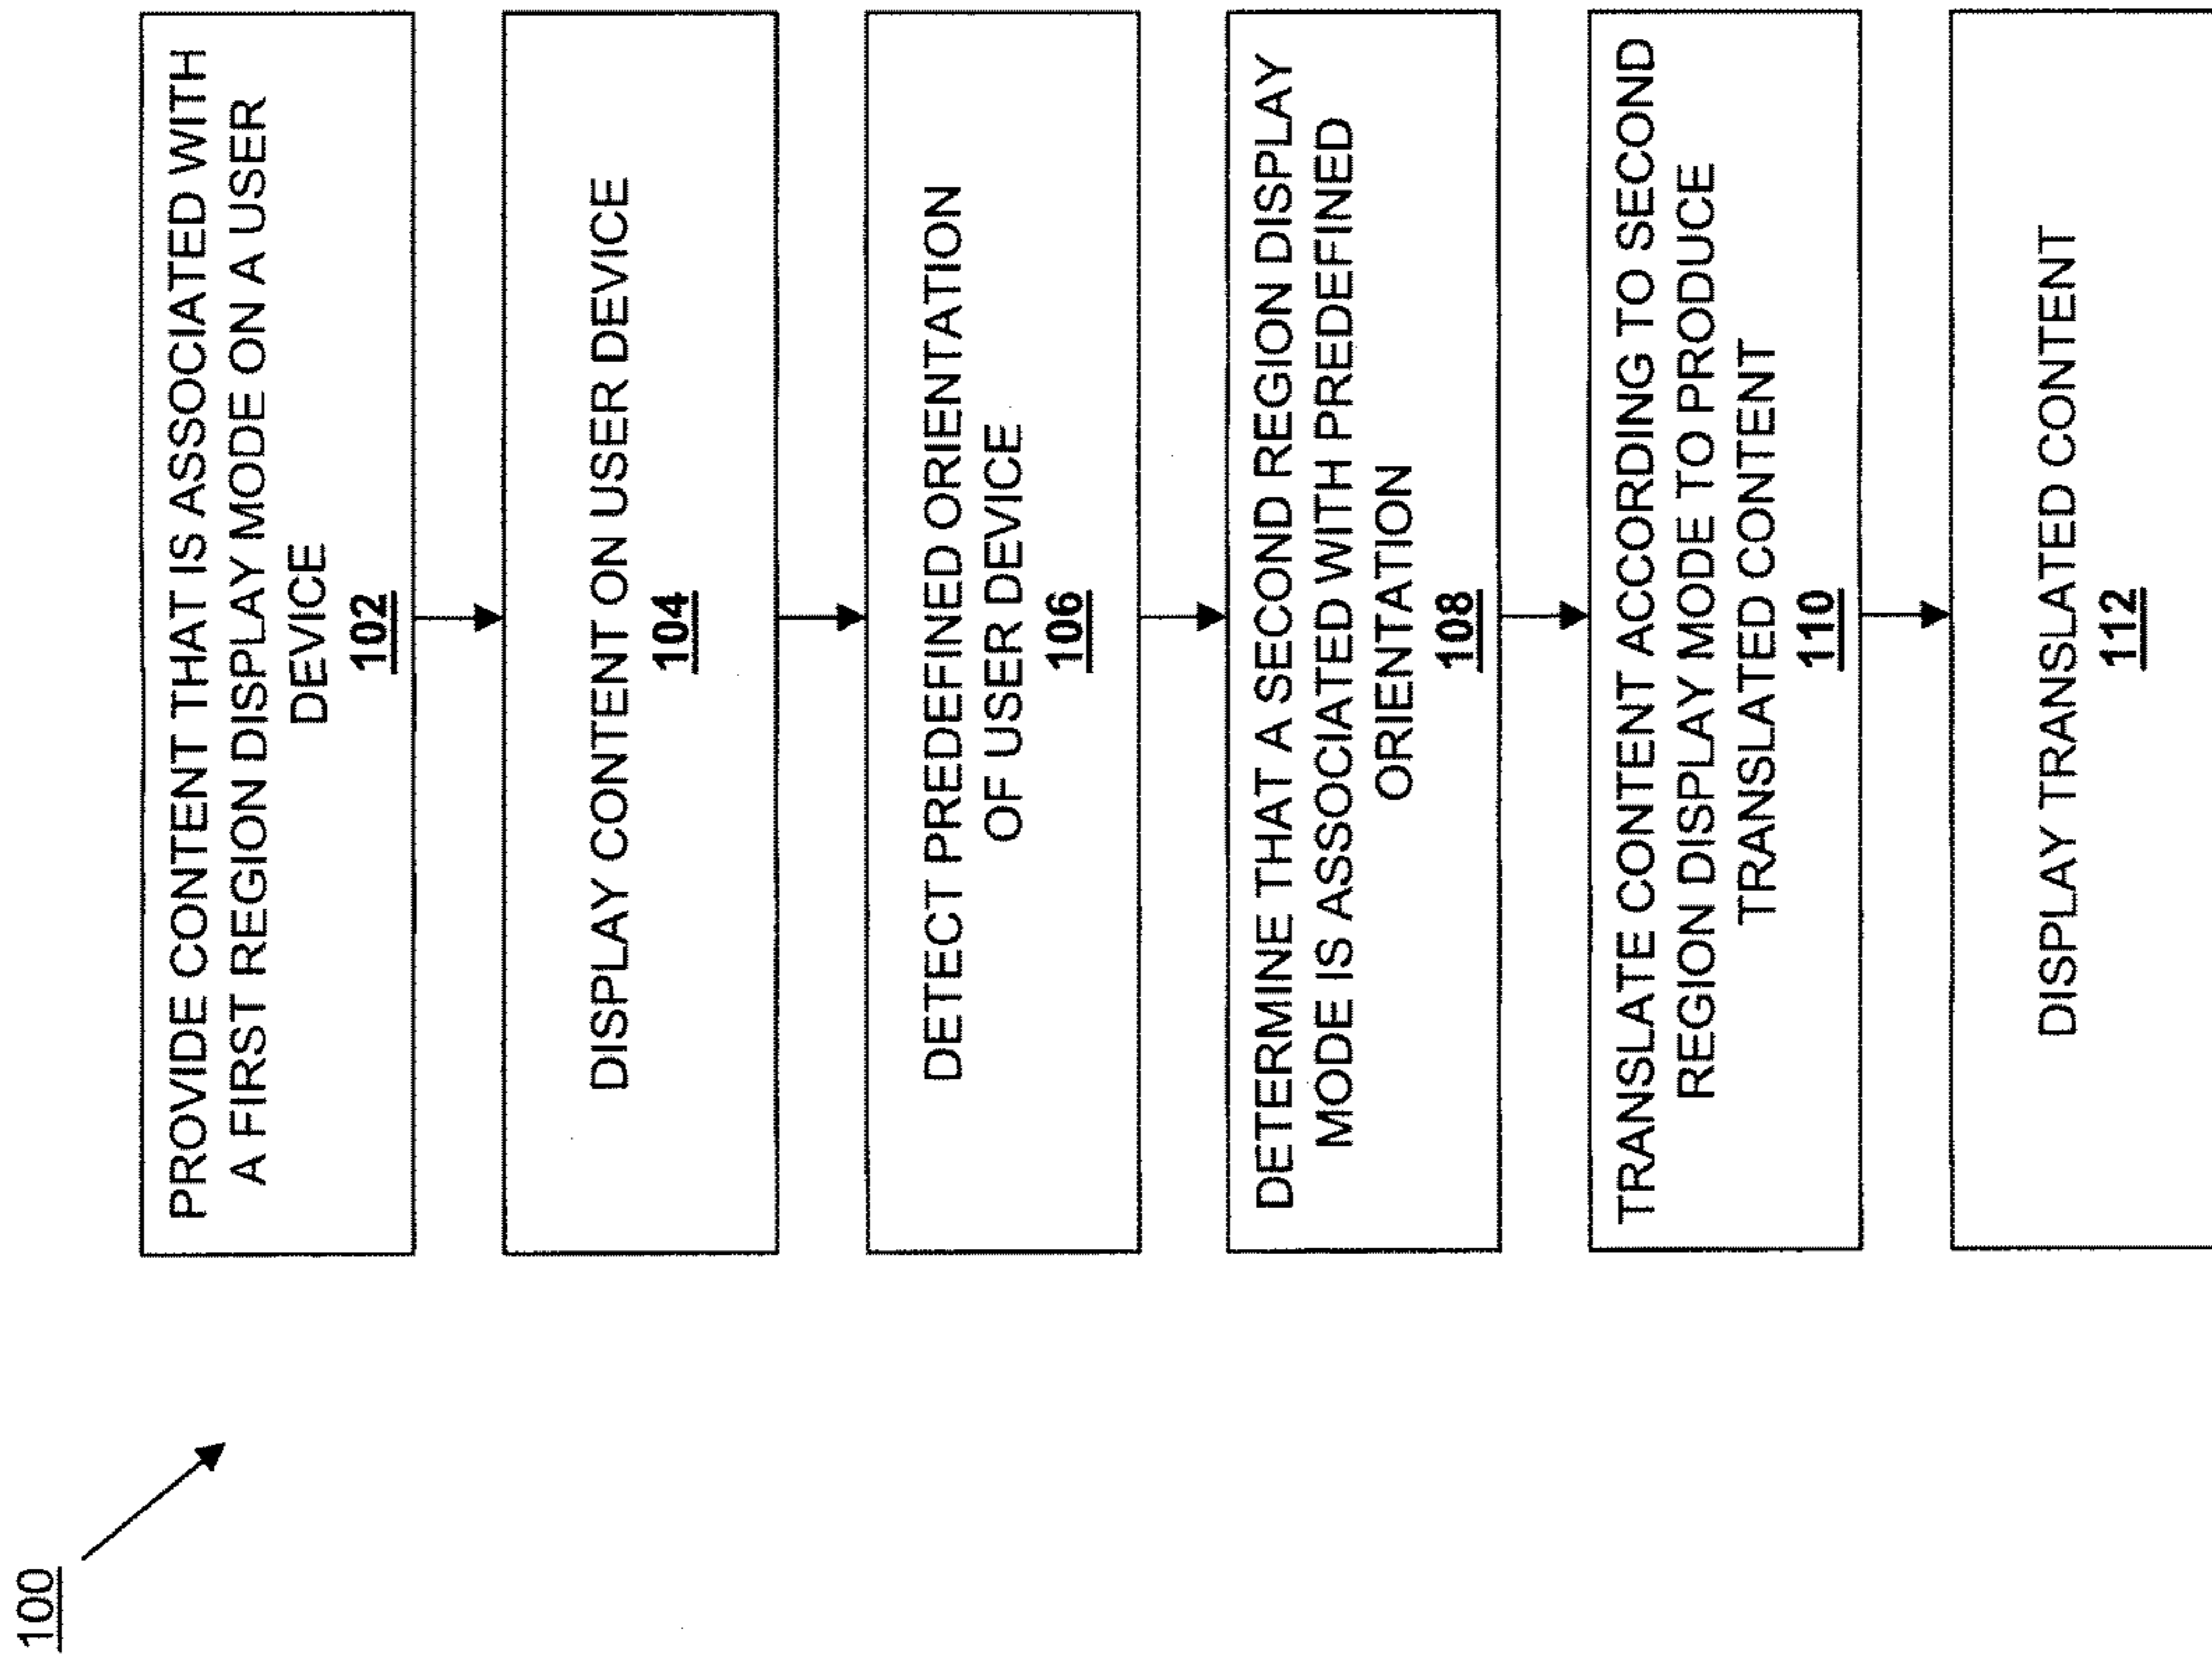 100
PROVIDE CONTENT THAT IS ASSOCIATED WITH
A FIRST REGION DISPLAY MODE ON A USER
DEVICE
102
DISPLAY CONTENT ON USER DEVICE
104
DETECT PREDEFINED ORIENTATION
OF USER DEVICE
106
DETERMINE THAT A SECOND REGION DISPLAY
MODE IS ASSOCIATED WITH PREDEFINED
ORIENTATION
108
TRANSLATE CONTENT ACCORDING TO SECOND
REGION DISPLAY MODE TO PRODUCE
TRANSLATED CONTENT
110
DISPLAY TRANSLATED CONTENT
112